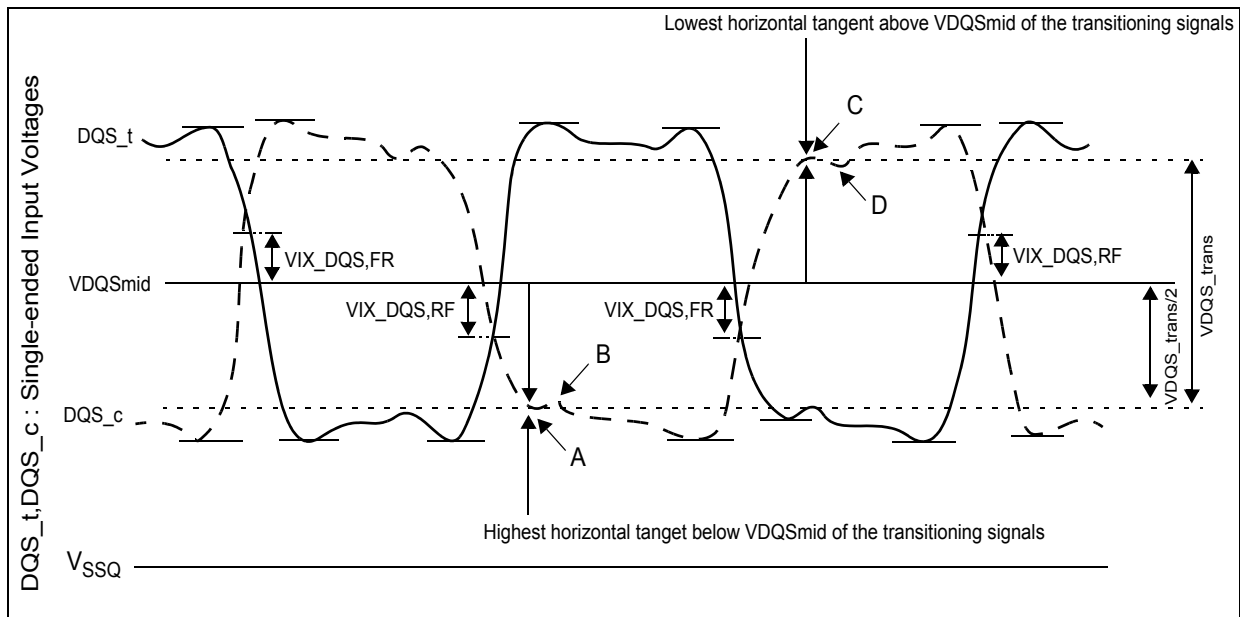 Lowest horizontal tangent above VDQSmid of the transitioning signals
DQS_t,DQS_c : Single-ended Input Voltages
DQS_t
C
D
VIX_DQS,FR
VIX_DQS,RF
VDQSmid
VIX_DQS,RF
VIX_DQS,FR
VDQS_trans/2
VDQS_trans
B
DQS_c
A
Highest horizontal tanget below VDQSmid of the transitioning signals
VSSQ